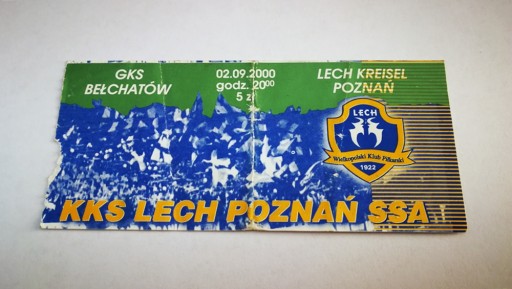 GKS
BEŁCHATÓW
02.09.2000
godz. 20⁰⁰
5 zł
LECH KREISEL
POZNAŃ
LECH
Wielkopolski Klub Piłkarski
1922
KKS LECH POZNAŃ SSA